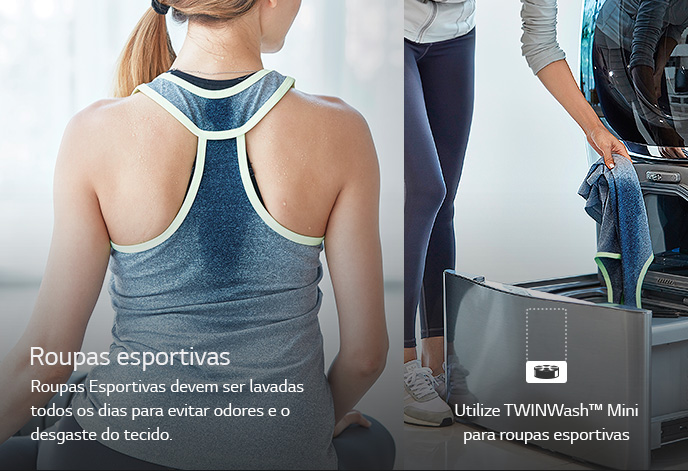 Roupas esportivas
Roupas Esportivas devem ser lavadas
todos os dias para evitar odores e o
desgaste do tecido.
Utilize TWINWash™ Mini
para roupas esportivas